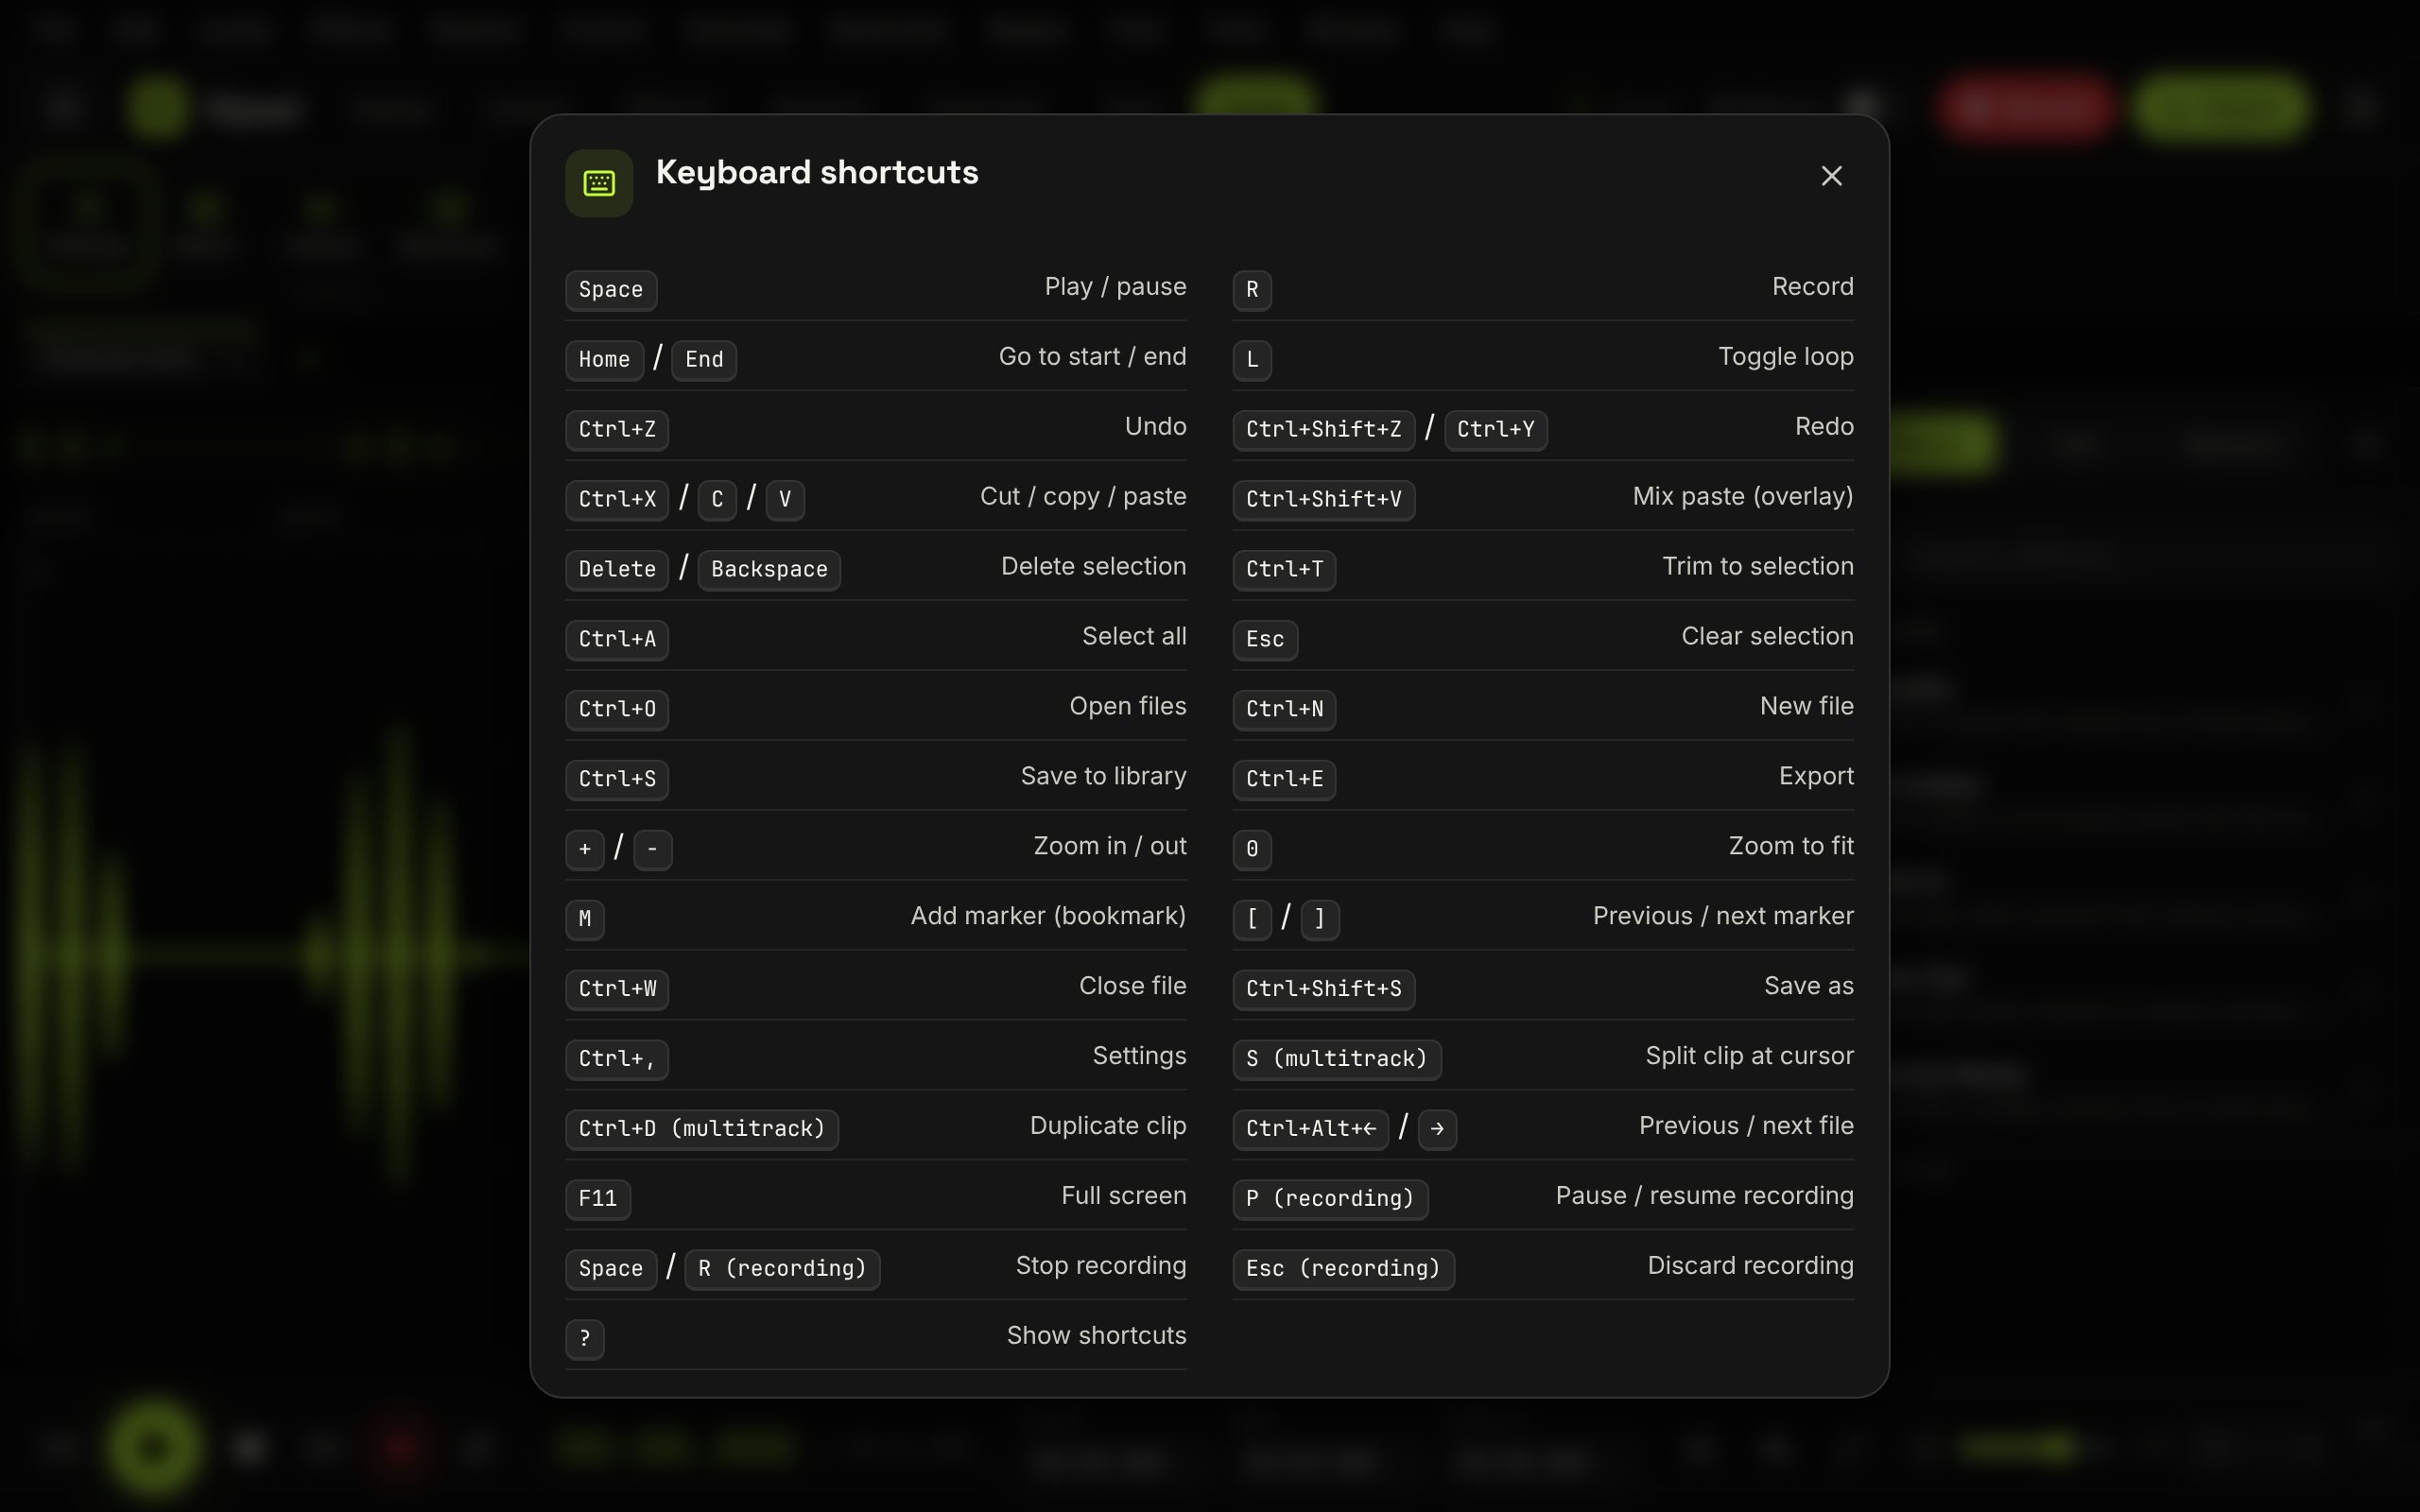 Keyboard shortcuts
Space Play / pause
R Record
Home / End Go to start / end
L Toggle loop
Ctrl+Z Undo
Ctrl+Shift+Z / Ctrl+Y Redo
Ctrl+X / C / V Cut / copy / paste
Ctrl+Shift+V Mix paste (overlay)
Delete / Backspace Delete selection
Ctrl+T Trim to selection
Ctrl+A Select all
Esc Clear selection
Ctrl+O Open files
Ctrl+N New file
Ctrl+S Save to library
Ctrl+E Export
+ / - Zoom in / out
0 Zoom to fit
M Add marker (bookmark)
[ / ] Previous / next marker
Ctrl+W Close file
Ctrl+Shift+S Save as
Ctrl+, Settings
S (multitrack) Split clip at cursor
Ctrl+D (multitrack) Duplicate clip
Ctrl+Alt+← / → Previous / next file
F11 Full screen
P (recording) Pause / resume recording
Space / R (recording) Stop recording
Esc (recording) Discard recording
? Show shortcuts